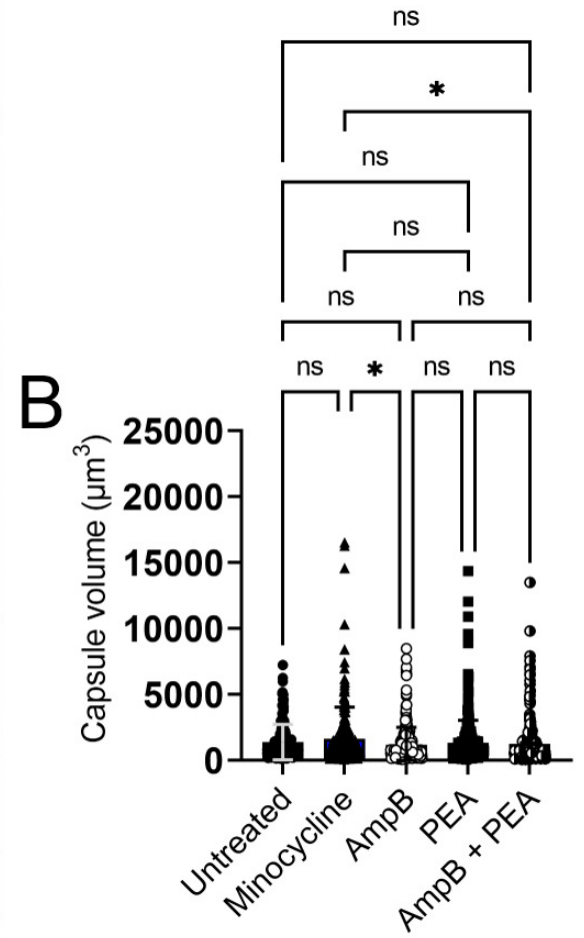 ns
*
ns
ns
ns ns
ns * ns ns
B
Capsule volume (µm³)
25000
20000
15000
10000
5000
0
Untreated
Minocycline
AmpB
PEA
AmpB + PEA